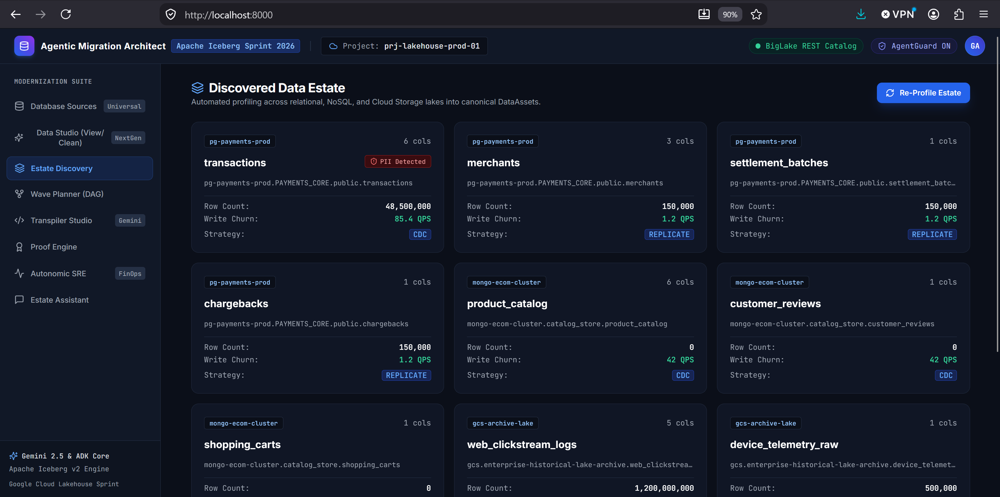 http://localhost:8000
90%
VPN
Agentic Migration Architect
Apache Iceberg Sprint 2026
Project: prj-lakehouse-prod-01
BigLake REST Catalog
AgentGuard ON
GA
MODERNIZATION SUITE
Database Sources
Universal
Data Studio (View/
Clean)
NextGen
Estate Discovery
Wave Planner (DAG)
Transpiler Studio
Gemini
Proof Engine
Autonomic SRE
FinOps
Estate Assistant
Gemini 2.5 & ADK Core
Apache Iceberg v2 Engine
Google Cloud Lakehouse Sprint
Discovered Data Estate
Automated profiling across relational, NoSQL, and Cloud Storage lakes into canonical DataAssets.
Re-Profile Estate
pg-payments-prod
6 cols
transactions
PII Detected
pg-payments-prod.PAYMENTS_CORE.public.transactions
Row Count: 48,500,000
Write Churn: 85.4 QPS
Strategy: CDC
pg-payments-prod
3 cols
merchants
pg-payments-prod.PAYMENTS_CORE.public.merchants
Row Count: 150,000
Write Churn: 1.2 QPS
Strategy: REPLICATE
pg-payments-prod
1 cols
settlement_batches
pg-payments-prod.PAYMENTS_CORE.public.settlement_batc…
Row Count: 150,000
Write Churn: 1.2 QPS
Strategy: REPLICATE
pg-payments-prod
1 cols
chargebacks
pg-payments-prod.PAYMENTS_CORE.public.chargebacks
Row Count: 150,000
Write Churn: 1.2 QPS
Strategy: REPLICATE
mongo-ecom-cluster
6 cols
product_catalog
mongo-ecom-cluster.catalog_store.product_catalog
Row Count: 0
Write Churn: 42 QPS
Strategy: CDC
mongo-ecom-cluster
1 cols
customer_reviews
mongo-ecom-cluster.catalog_store.customer_reviews
Row Count: 0
Write Churn: 42 QPS
Strategy: CDC
mongo-ecom-cluster
1 cols
shopping_carts
mongo-ecom-cluster.catalog_store.shopping_carts
Row Count: 0
gcs-archive-lake
5 cols
web_clickstream_logs
gcs.enterprise-historical-lake-archive.web_clickstrea…
Row Count: 1,200,000,000
gcs-archive-lake
1 cols
device_telemetry_raw
gcs.enterprise-historical-lake-archive.device_telemet…
Row Count: 500,000